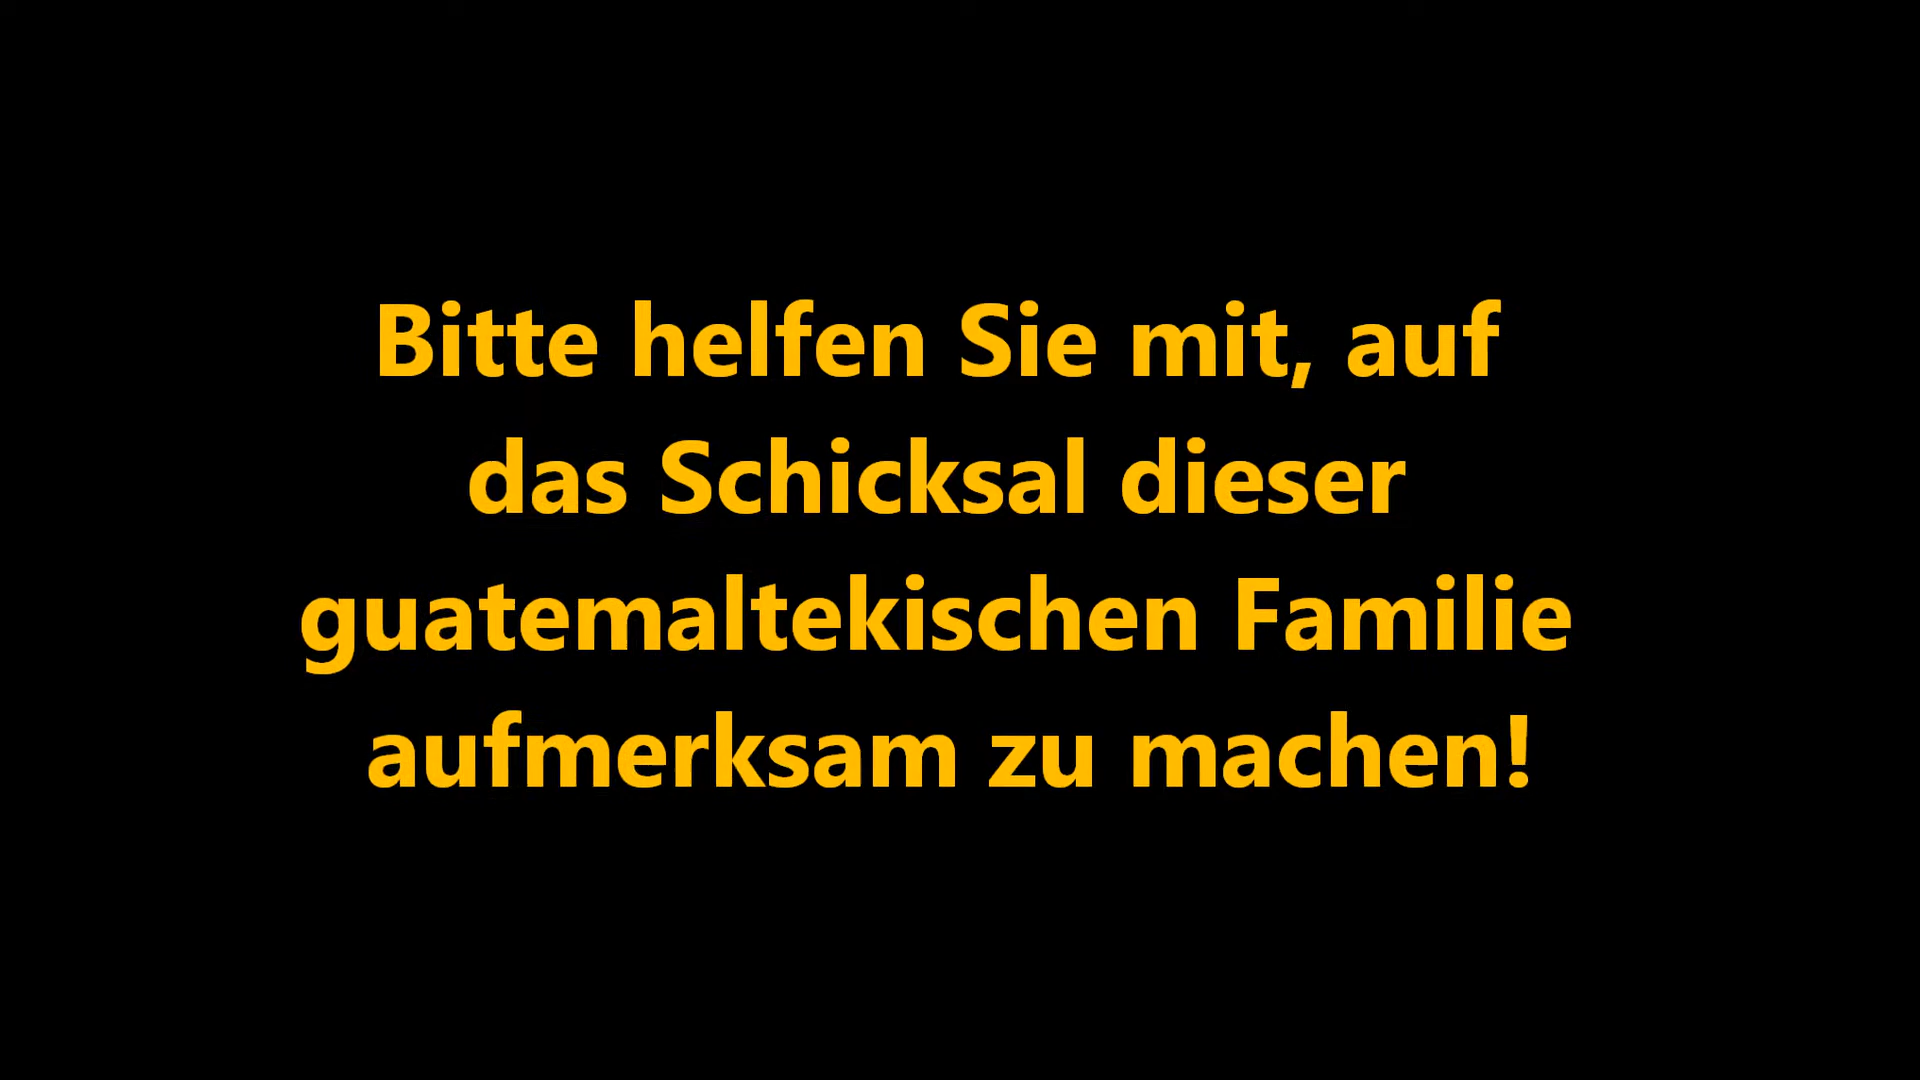 Bitte helfen Sie mit, auf
das Schicksal dieser
guatemaltekischen Familie
aufmerksam zu machen!